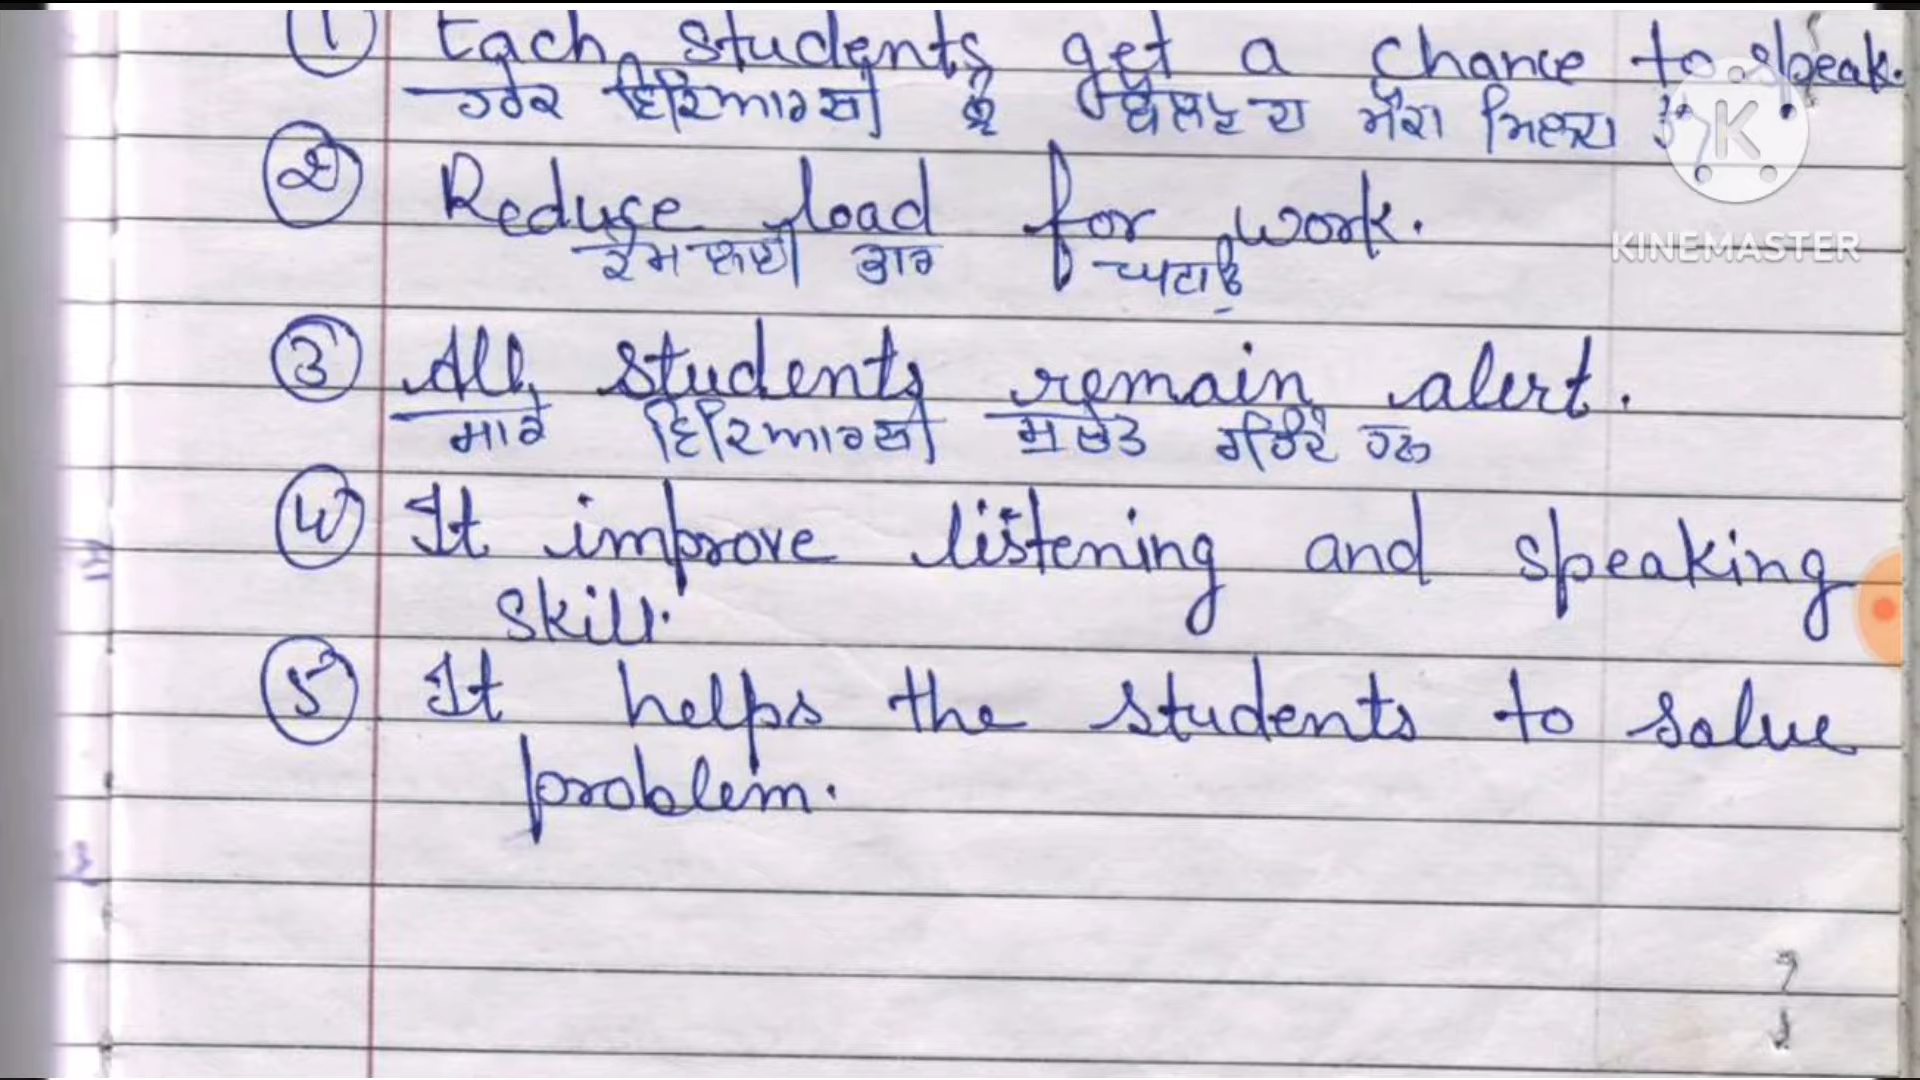 ① Each students get a chance to speak.
ਹਰੇਕ ਵਿਦਿਆਰਥੀ ਨੂੰ ਬੋਲਣ ਦਾ ਮੌਕਾ ਮਿਲਦਾ ਹੈ
② Reduce load for work.
ਭਾਰ ਘਟਾਉ
③ All students remain alert.
ਸਾਰੇ ਵਿਦਿਆਰਥੀ ਸੁਚੇਤ ਰਹਿੰਦੇ ਹਨ
④ It improve listening and speaking
skill.
⑤ It helps the students to solve
problem.
KINEMASTER